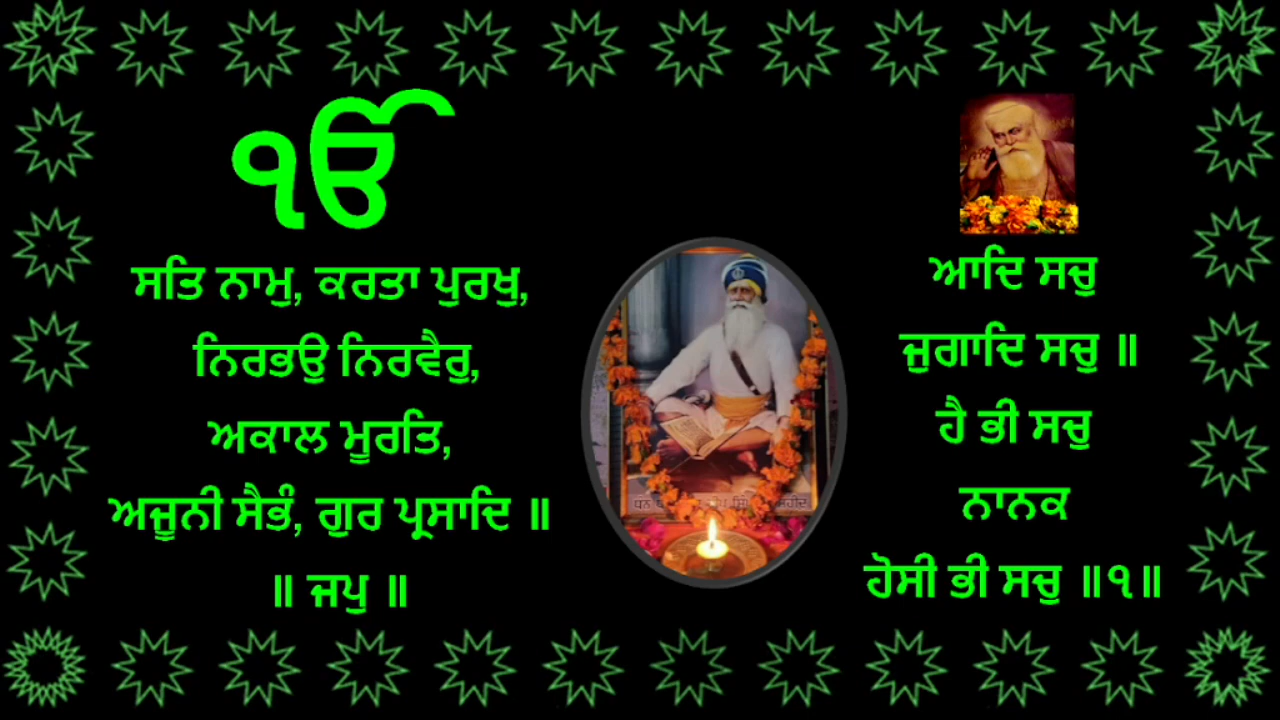 ੴ
ਸਤਿ ਨਾਮੁ, ਕਰਤਾ ਪੁਰਖੁ,
ਨਿਰਭਉ ਨਿਰਵੈਰੁ,
ਅਕਾਲ ਮੂਰਤਿ,
ਅਜੂਨੀ ਸੈਭੰ, ਗੁਰ ਪ੍ਰਸਾਦਿ ॥
॥ ਜਪੁ ॥
ਆਦਿ ਸਚੁ
ਜੁਗਾਦਿ ਸਚੁ ॥
ਹੈ ਭੀ ਸਚੁ
ਨਾਨਕ
ਹੋਸੀ ਭੀ ਸਚੁ ॥੧॥
ਧੰਨ ਸਿੰਘ ਸ਼ਹੀਦ